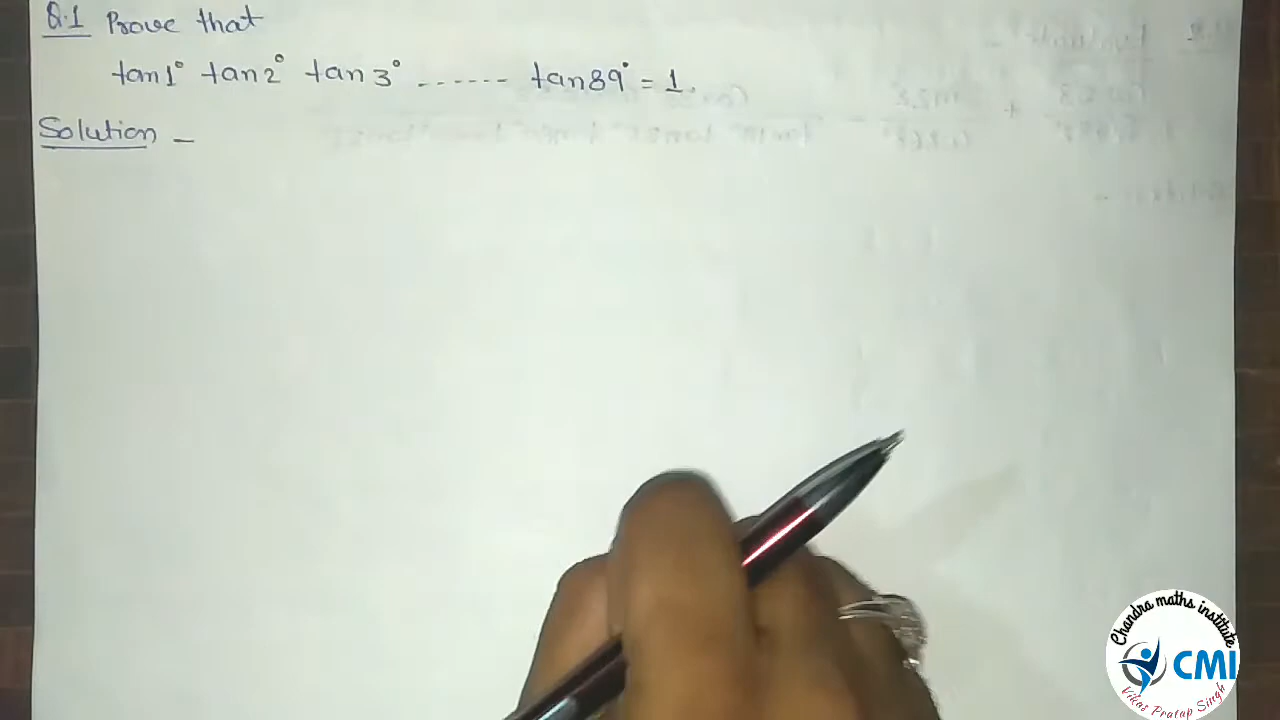 Q.1 Prove that
tan1° tan2° tan3° ------ tan89° = 1.
Solution –
Chandra maths institute
CMI
Vikas Pratap Singh